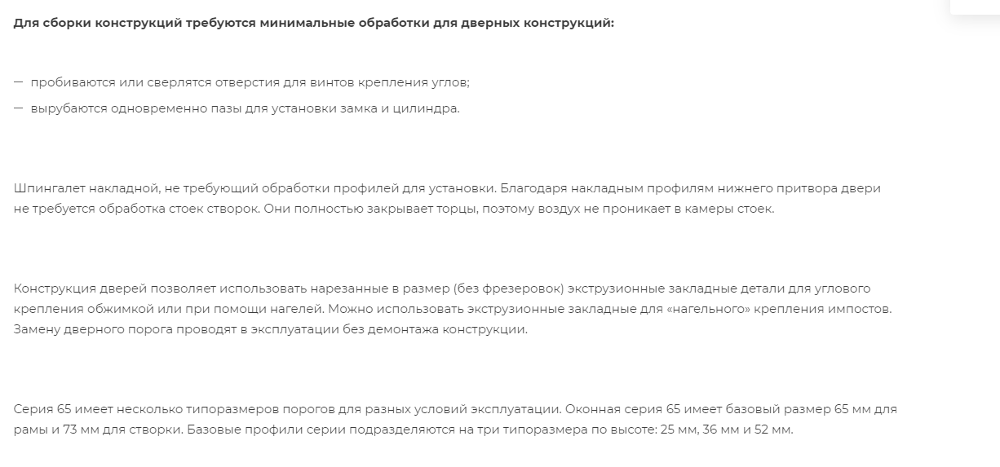 Для сборки конструкций требуются минимальные обработки для дверных конструкций:
— пробиваются или сверлятся отверстия для винтов крепления углов;
— вырубаются одновременно пазы для установки замка и цилиндра.
Шпингалет накладной, не требующий обработки профилей для установки. Благодаря накладным профилям нижнего притвора двери
не требуется обработка стоек створок. Они полностью закрывает торцы, поэтому воздух не проникает в камеры стоек.
Конструкция дверей позволяет использовать нарезанные в размер (без фрезеровок) экструзионные закладные детали для углового
крепления обжимкой или при помощи нагелей. Можно использовать экструзионные закладные для «нагельного» крепления импостов.
Замену дверного порога проводят в эксплуатации без демонтажа конструкции.
Серия 65 имеет несколько типоразмеров порогов для разных условий эксплуатации. Оконная серия 65 имеет базовый размер 65 мм для
рамы и 73 мм для створки. Базовые профили серии подразделяются на три типоразмера по высоте: 25 мм, 36 мм и 52 мм.